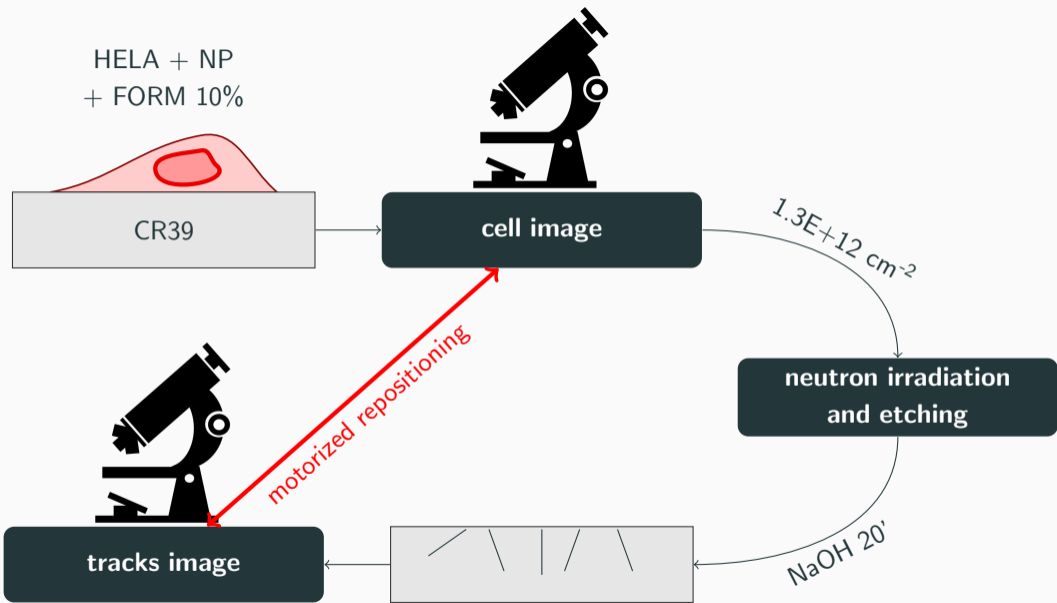 HELA + NP
+ FORM 10%
CR39
cell image
1.3E+12 cm⁻²
neutron irradiation
and etching
motorized repositioning
NaOH 20'
tracks image